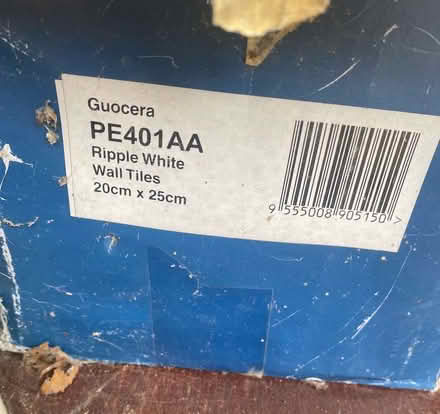 Guocera
PE401AA
Ripple White
Wall Tiles
20cm x 25cm
9 555008 905150 >